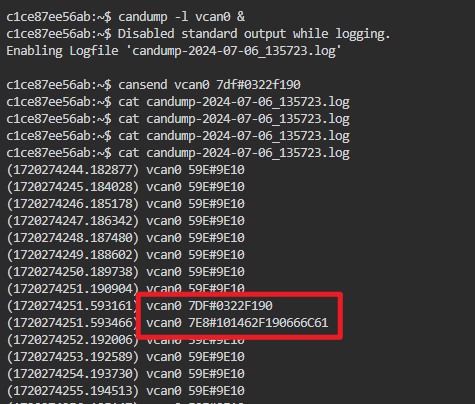 c1ce87ee56ab:~$ candump -l vcan0 &
c1ce87ee56ab:~$ Disabled standard output while logging.
Enabling Logfile 'candump-2024-07-06_135723.log'
c1ce87ee56ab:~$ cansend vcan0 7df#0322f190
c1ce87ee56ab:~$ cat candump-2024-07-06_135723.log
c1ce87ee56ab:~$ cat candump-2024-07-06_135723.log
c1ce87ee56ab:~$ cat candump-2024-07-06_135723.log
c1ce87ee56ab:~$ cat candump-2024-07-06_135723.log
(1720274244.182877) vcan0 59E#9E10
(1720274245.184028) vcan0 59E#9E10
(1720274246.185178) vcan0 59E#9E10
(1720274247.186342) vcan0 59E#9E10
(1720274248.187480) vcan0 59E#9E10
(1720274249.188602) vcan0 59E#9E10
(1720274250.189738) vcan0 59E#9E10
(1720274251.190904) vcan0 59E#9E10
(1720274251.593161) vcan0 7DF#0322F190
(1720274251.593466) vcan0 7E8#101462F190666C61
(1720274252.192006) vcan0 59E#9E10
(1720274253.192589) vcan0 59E#9E10
(1720274254.193730) vcan0 59E#9E10
(1720274255.194513) vcan0 59E#9E10